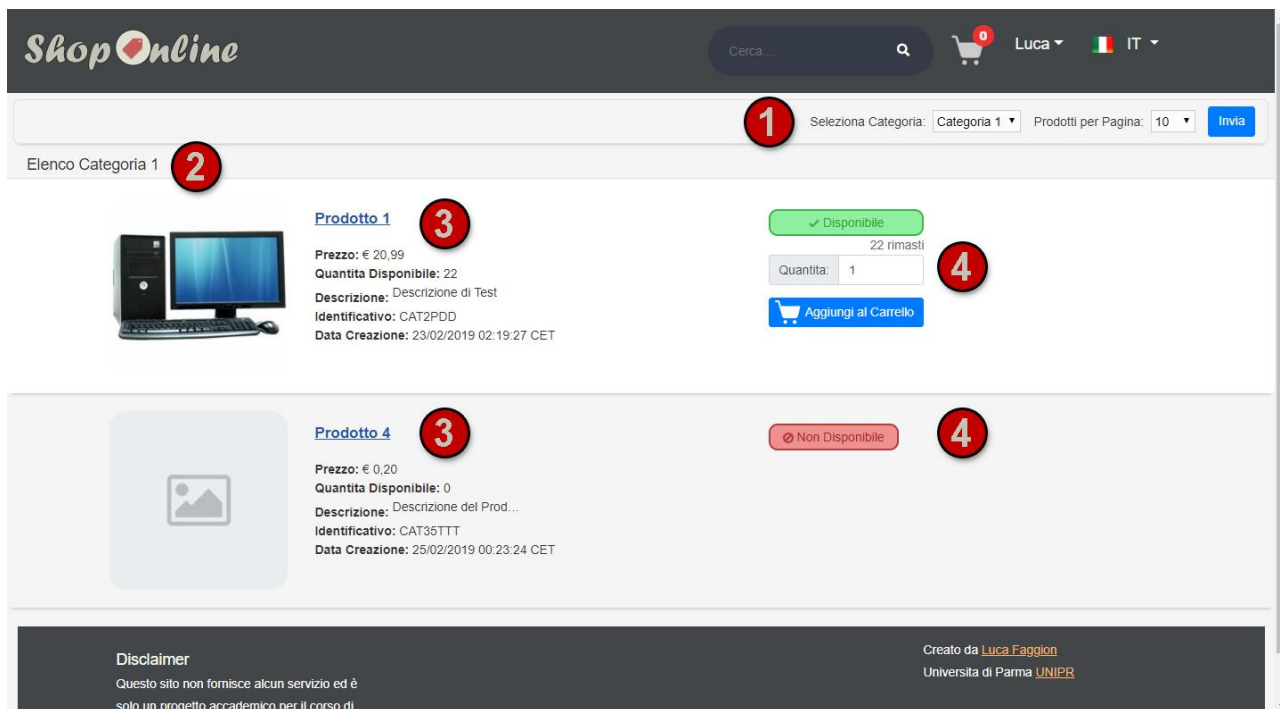 Shop Online
Cerca...
0
Luca
IT
1
Seleziona Categoria: Categoria 1 Prodotti per Pagina: 10 Invia
Elenco Categoria 1
2
Prodotto 1
3
Prezzo: € 20,99
Quantita Disponibile: 22
Descrizione: Descrizione di Test
Identificativo: CAT2PDD
Data Creazione: 23/02/2019 02:19:27 CET
Disponibile
22 rimasti
Quantita: 1
4
Aggiungi al Carrello
Prodotto 4
3
Prezzo: € 0,20
Quantita Disponibile: 0
Descrizione: Descrizione del Prod...
Identificativo: CAT35TTT
Data Creazione: 25/02/2019 00:23:24 CET
Non Disponibile
4
Disclaimer
Questo sito non fornisce alcun servizio ed è
solo un progetto accademico per il corso di
Creato da Luca Faggion
Universita di Parma UNIPR